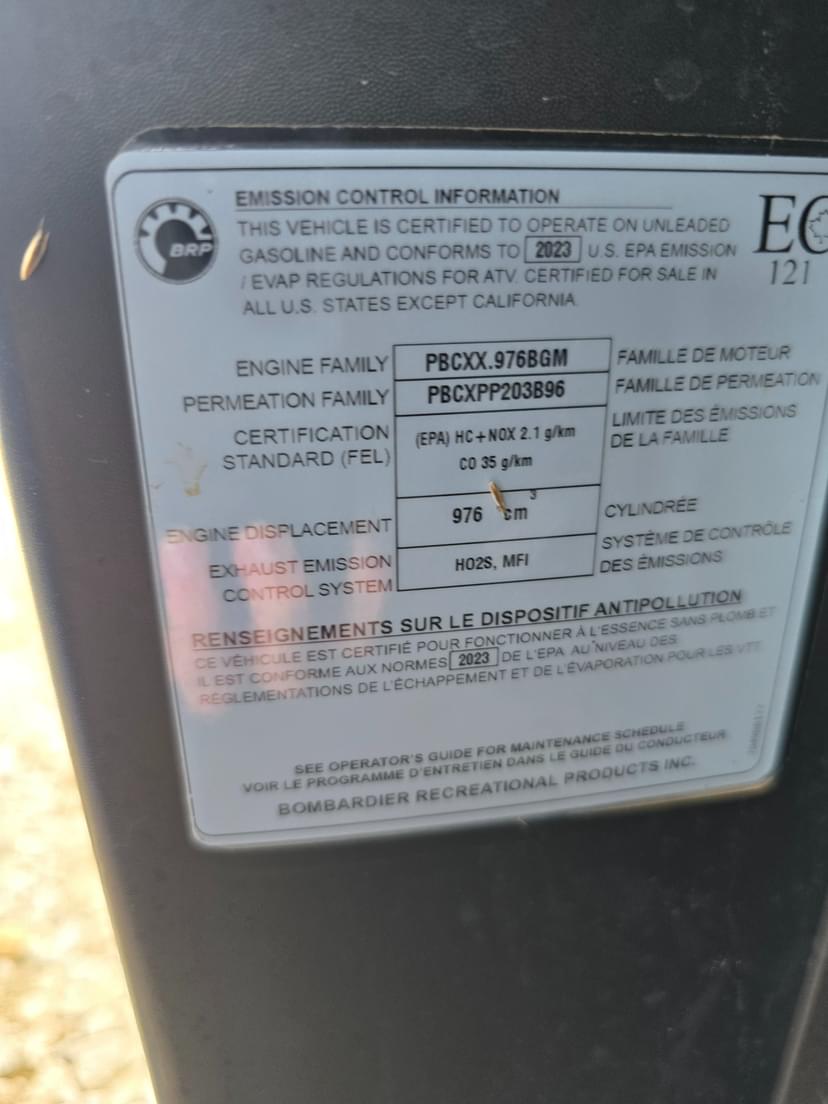 BRP
EMISSION CONTROL INFORMATION
THIS VEHICLE IS CERTIFIED TO OPERATE ON UNLEADED
GASOLINE AND CONFORMS TO 2023 U.S. EPA EMISSION
/ EVAP REGULATIONS FOR ATV. CERTIFIED FOR SALE IN
ALL U.S. STATES EXCEPT CALIFORNIA.
EC
121
ENGINE FAMILY PBCXX.976BGM FAMILLE DE MOTEUR
PERMEATION FAMILY PBCXPP203B96 FAMILLE DE PERMEATION
CERTIFICATION (EPA) HC+NOX 2.1 g/km LIMITE DES ÉMISSIONS
STANDARD (FEL) CO 35 g/km DE LA FAMILLE
ENGINE DISPLACEMENT 976 cm³ CYLINDRÉE
EXHAUST EMISSION HO2S, MFI SYSTÈME DE CONTRÔLE
CONTROL SYSTEM DES ÉMISSIONS
RENSEIGNEMENTS SUR LE DISPOSITIF ANTIPOLLUTION
CE VÉHICULE EST CERTIFIÉ POUR FONCTIONNER À L'ESSENCE SANS PLOMB ET
IL EST CONFORME AUX NORMES 2023 DE L'EPA AU NIVEAU DES
RÉGLEMENTATIONS DE L'ÉCHAPPEMENT ET DE L'ÉVAPORATION POUR LES VTT.
SEE OPERATOR'S GUIDE FOR MAINTENANCE SCHEDULE.
VOIR LE PROGRAMME D'ENTRETIEN DANS LE GUIDE DU CONDUCTEUR.
BOMBARDIER RECREATIONAL PRODUCTS INC.